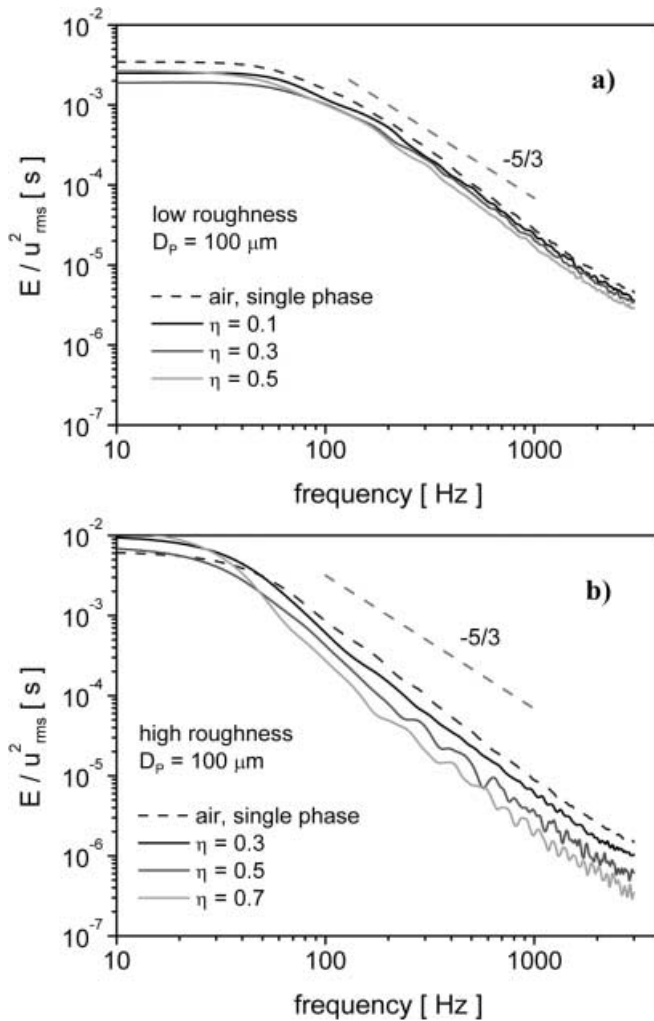 10⁻²
a)
10⁻³
-5/3
10⁻⁴
E / u²rms [ s ]
low roughness
D_P = 100 μm
10⁻⁵
air, single phase
η = 0.1
10⁻⁶
η = 0.3
η = 0.5
10⁻⁷
10 100 1000
frequency [ Hz ]
10⁻²
b)
10⁻³
-5/3
10⁻⁴
E / u²rms [ s ]
high roughness
D_P = 100 μm
10⁻⁵
air, single phase
η = 0.3
10⁻⁶
η = 0.5
η = 0.7
10⁻⁷
10 100 1000
frequency [ Hz ]